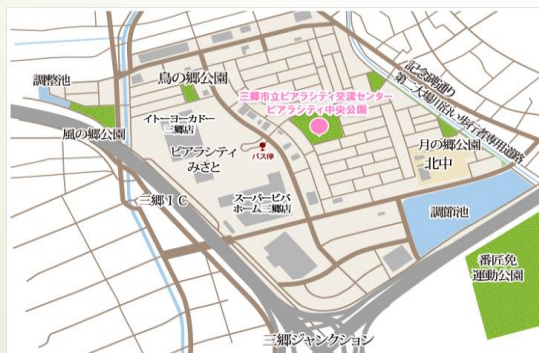 調整池
鳥の郷公園
三郷市立ピアラシティ交流センター
ピアラシティ中央公園
記念碑通り
第二大場川沿い歩行者専用道路
風の郷公園
イトーヨーカドー
三郷店
ピアラシティ
みさと
バス停
月の郷公園
北中
三郷IC
スーパービバ
ホーム三郷店
調節池
番匠免
運動公園
三郷ジャンクション